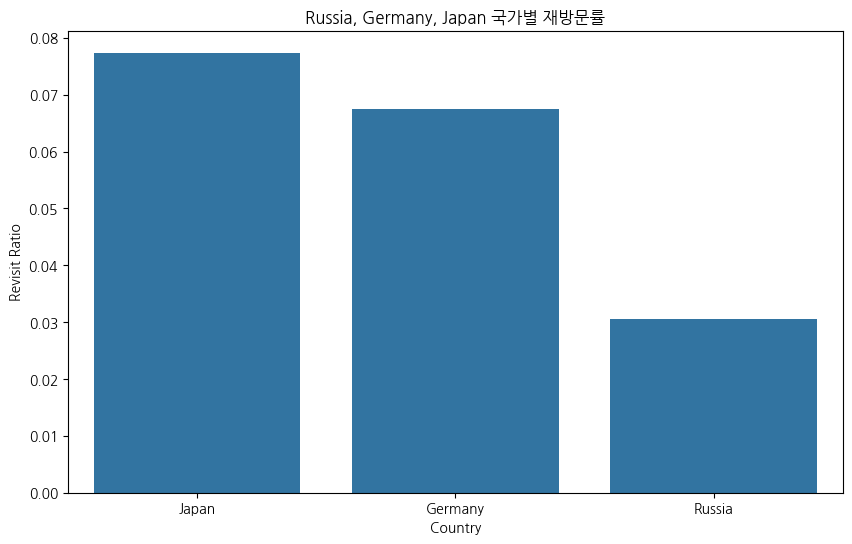 Russia, Germany, Japan 국가별 재방문률
0.08
0.07
0.06
0.05
0.04
0.03
0.02
0.01
0.00
Revisit Ratio
Japan
Germany
Russia
Country